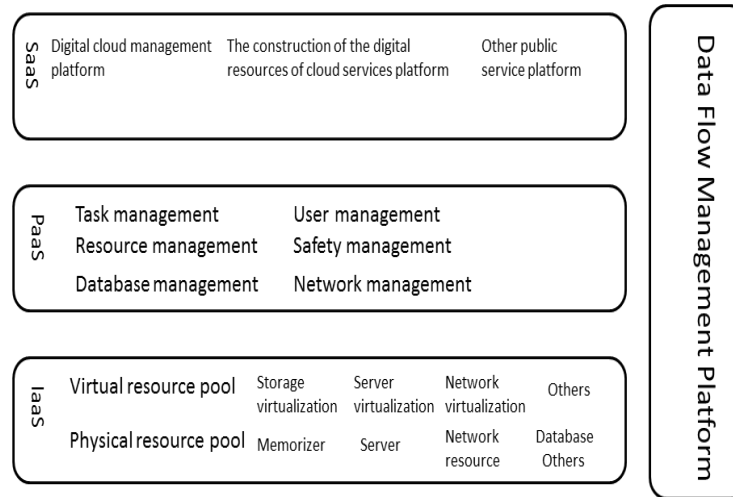 SaaS
Digital cloud management
platform
The construction of the digital
resources of cloud services platform
Other public
service platform
PaaS
Task management
User management
Resource management
Safety management
Database management
Network management
IaaS
Virtual resource pool
Storage
virtualization
Server
virtualization
Network
virtualization
Others
Physical resource pool
Memorizer
Server
Network
resource
Database
Others
Data Flow Management Platform